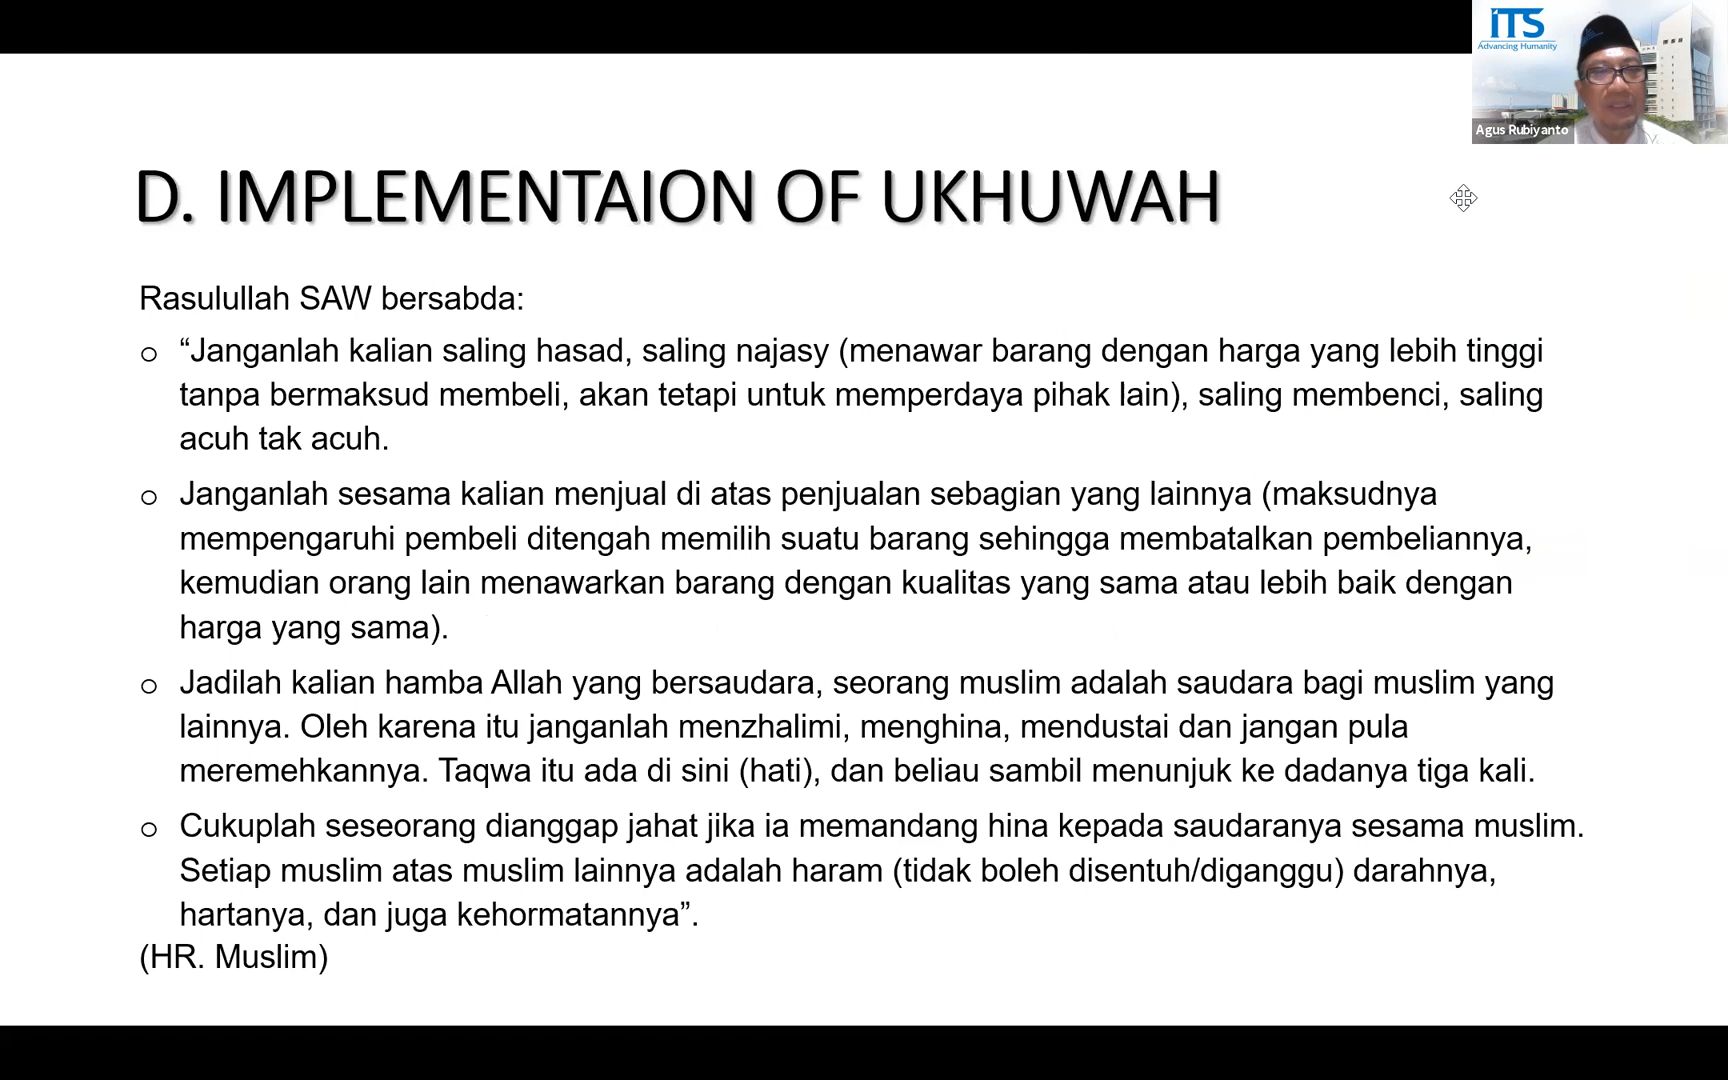 iTS
Advancing Humanity
Agus Rubiyanto
D. IMPLEMENTAION OF UKHUWAH
Rasulullah SAW bersabda:
o “Janganlah kalian saling hasad, saling najasy (menawar barang dengan harga yang lebih tinggi
tanpa bermaksud membeli, akan tetapi untuk memperdaya pihak lain), saling membenci, saling
acuh tak acuh.
o Janganlah sesama kalian menjual di atas penjualan sebagian yang lainnya (maksudnya
mempengaruhi pembeli ditengah memilih suatu barang sehingga membatalkan pembeliannya,
kemudian orang lain menawarkan barang dengan kualitas yang sama atau lebih baik dengan
harga yang sama).
o Jadilah kalian hamba Allah yang bersaudara, seorang muslim adalah saudara bagi muslim yang
lainnya. Oleh karena itu janganlah menzhalimi, menghina, mendustai dan jangan pula
meremehkannya. Taqwa itu ada di sini (hati), dan beliau sambil menunjuk ke dadanya tiga kali.
o Cukuplah seseorang dianggap jahat jika ia memandang hina kepada saudaranya sesama muslim.
Setiap muslim atas muslim lainnya adalah haram (tidak boleh disentuh/diganggu) darahnya,
hartanya, dan juga kehormatannya”.
(HR. Muslim)